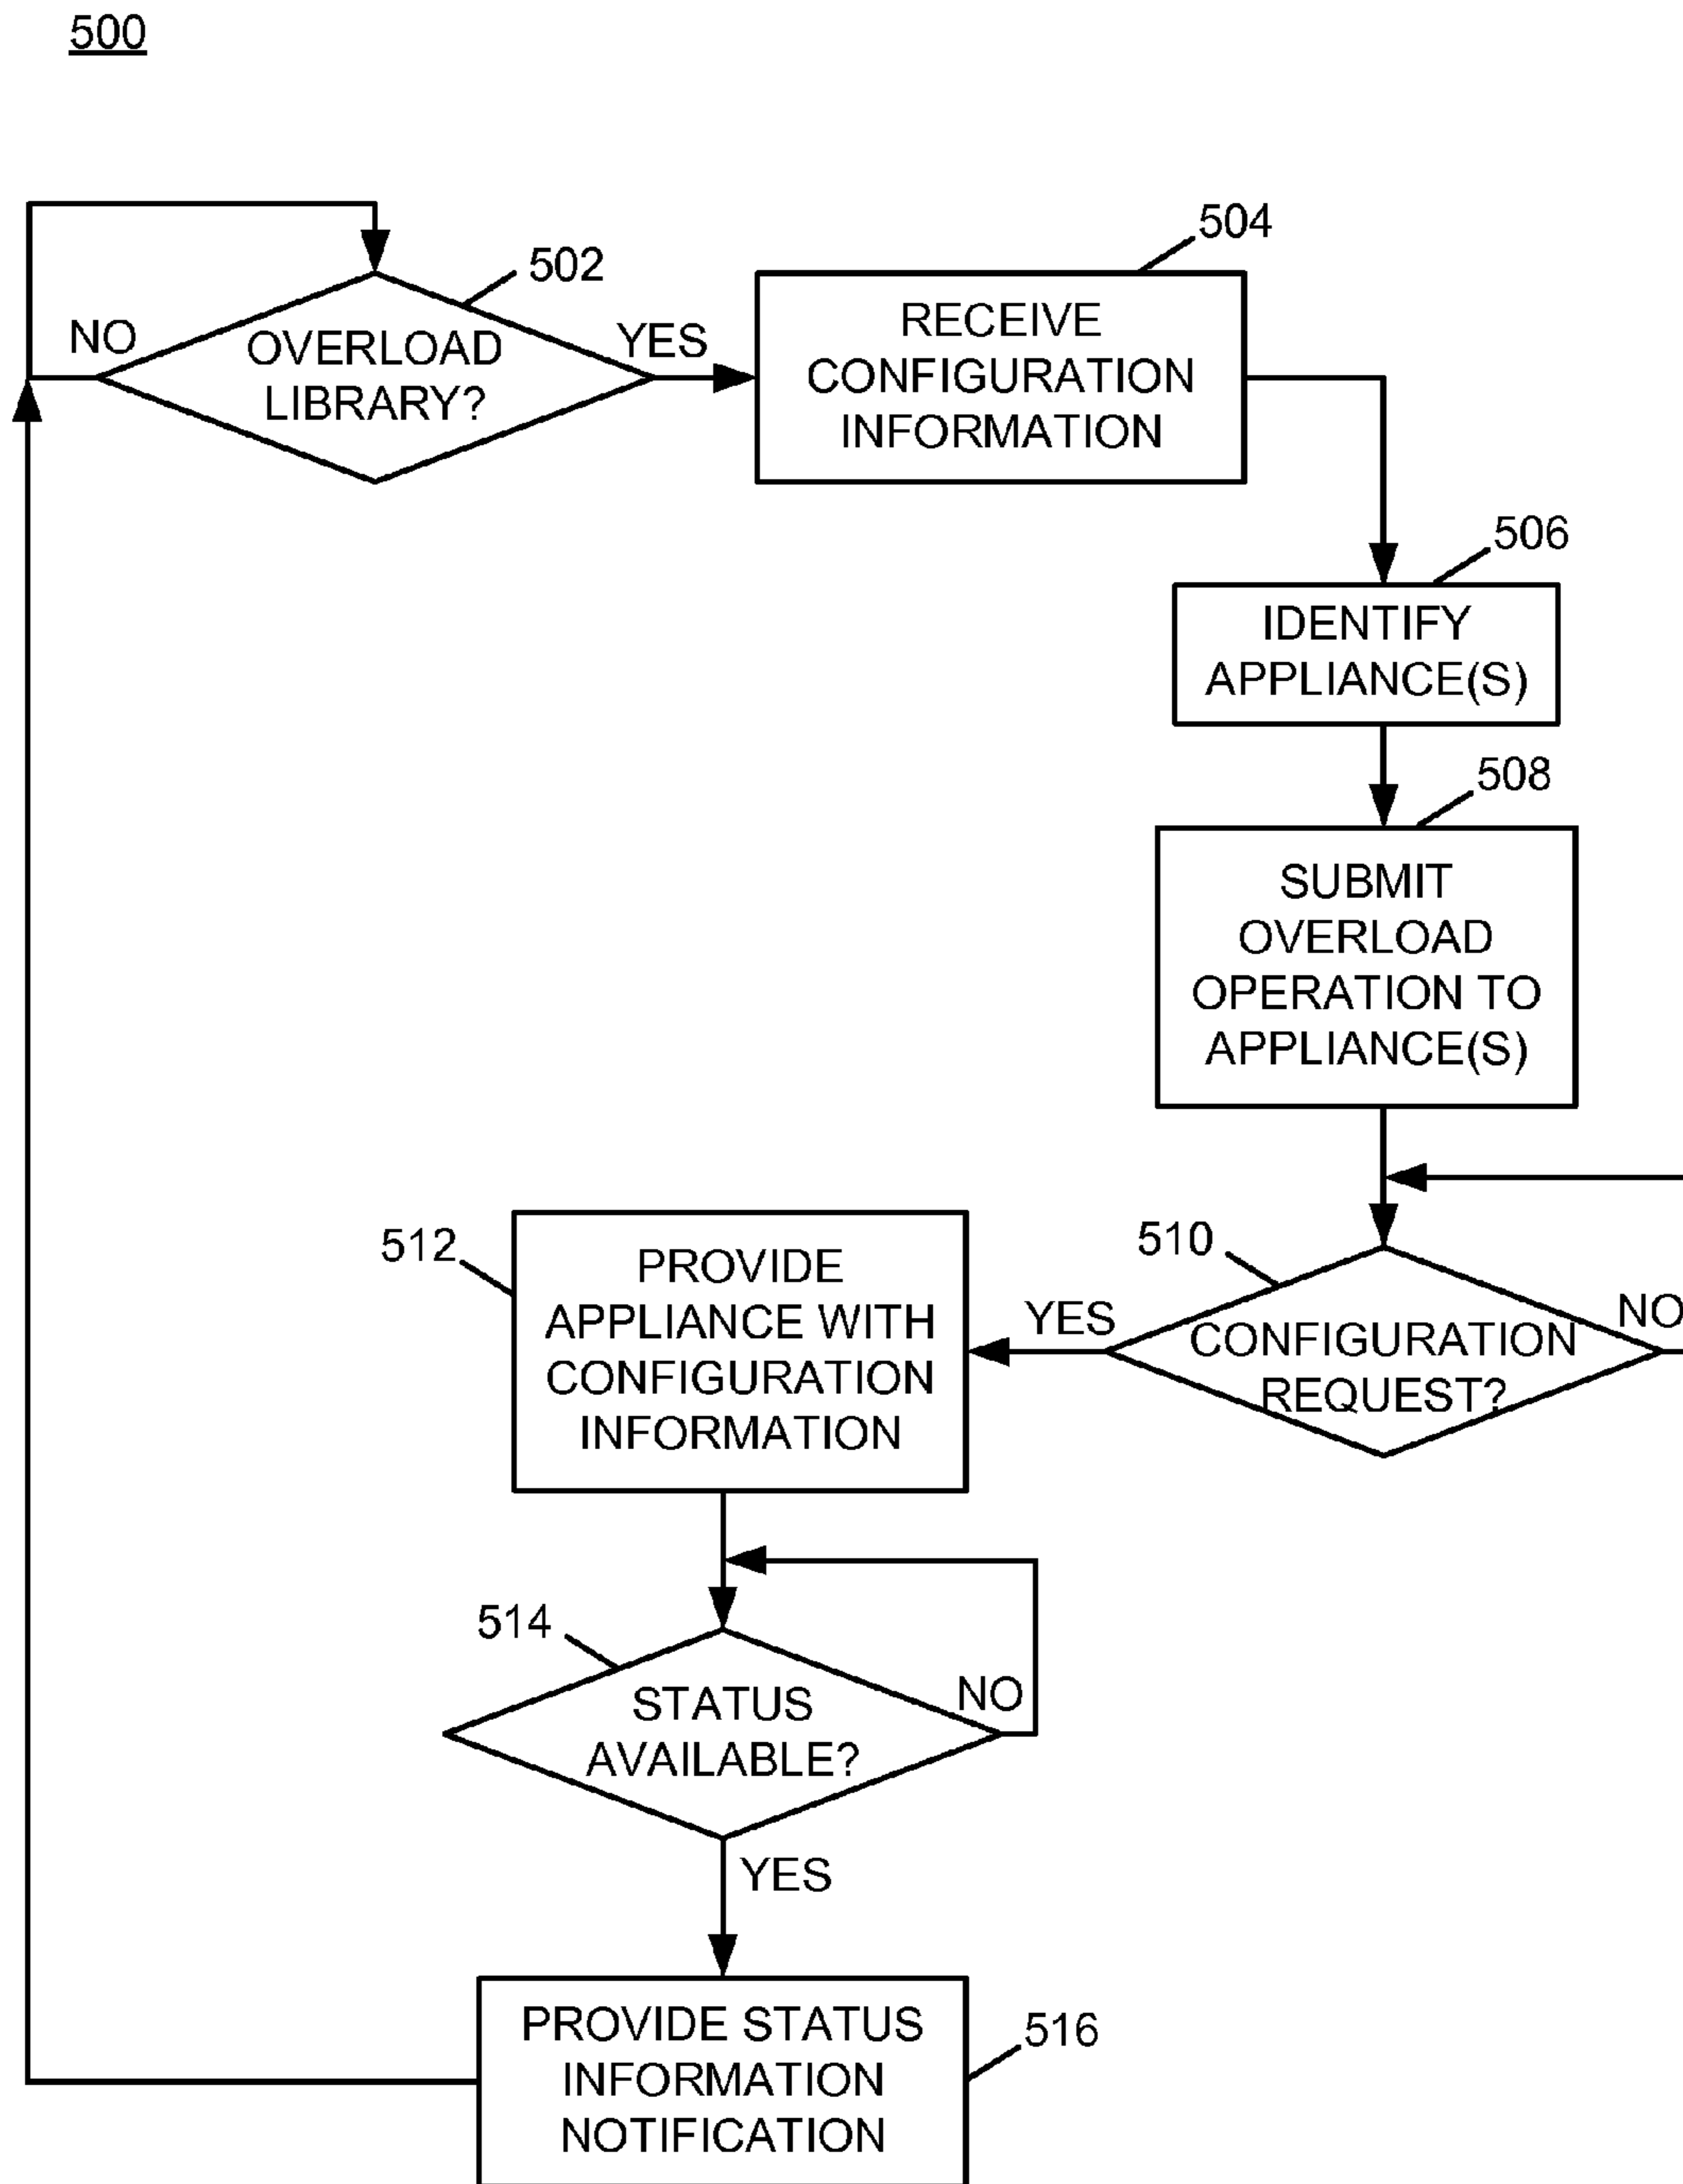 500
502
OVERLOAD
LIBRARY?
NO
YES
504
RECEIVE
CONFIGURATION
INFORMATION
506
IDENTIFY
APPLIANCE(S)
508
SUBMIT
OVERLOAD
OPERATION TO
APPLIANCE(S)
510
CONFIGURATION
REQUEST?
NO
YES
512
PROVIDE
APPLIANCE WITH
CONFIGURATION
INFORMATION
514
STATUS
AVAILABLE?
NO
YES
516
PROVIDE STATUS
INFORMATION
NOTIFICATION